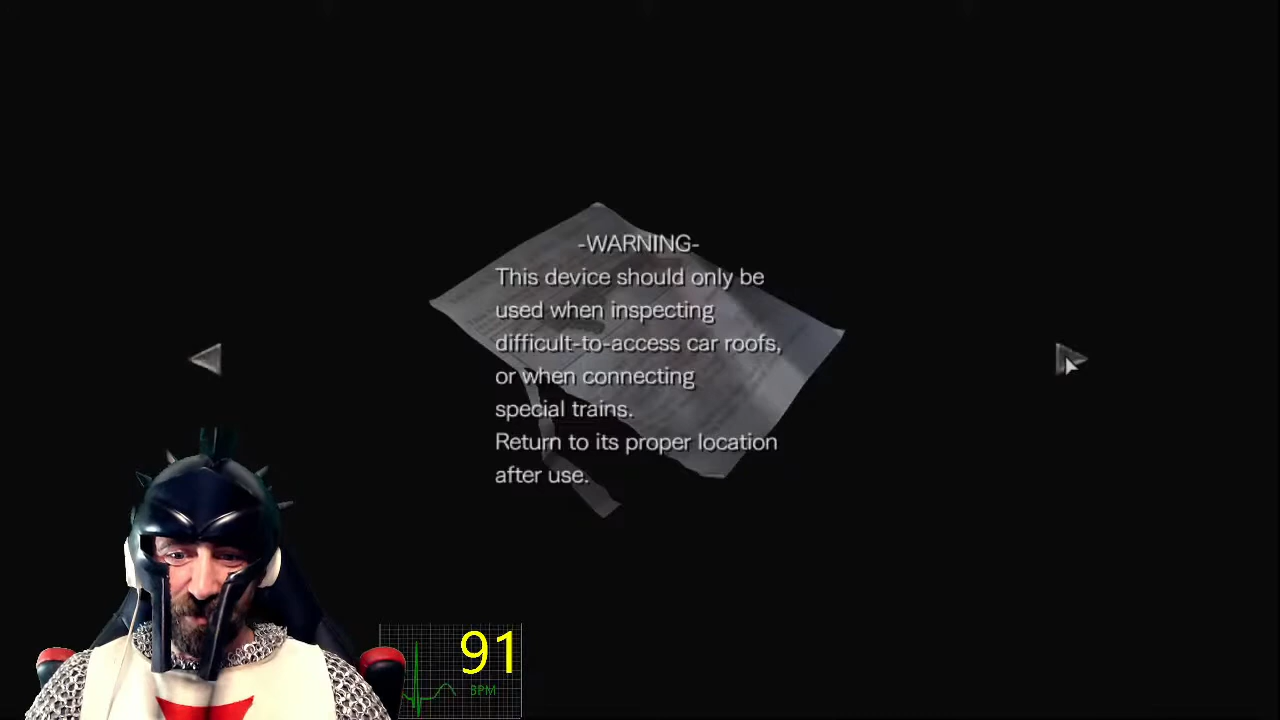 -WARNING-
This device should only be
used when inspecting
difficult-to-access car roofs,
or when connecting
special trains.
Return to its proper location
after use.
91
BPM